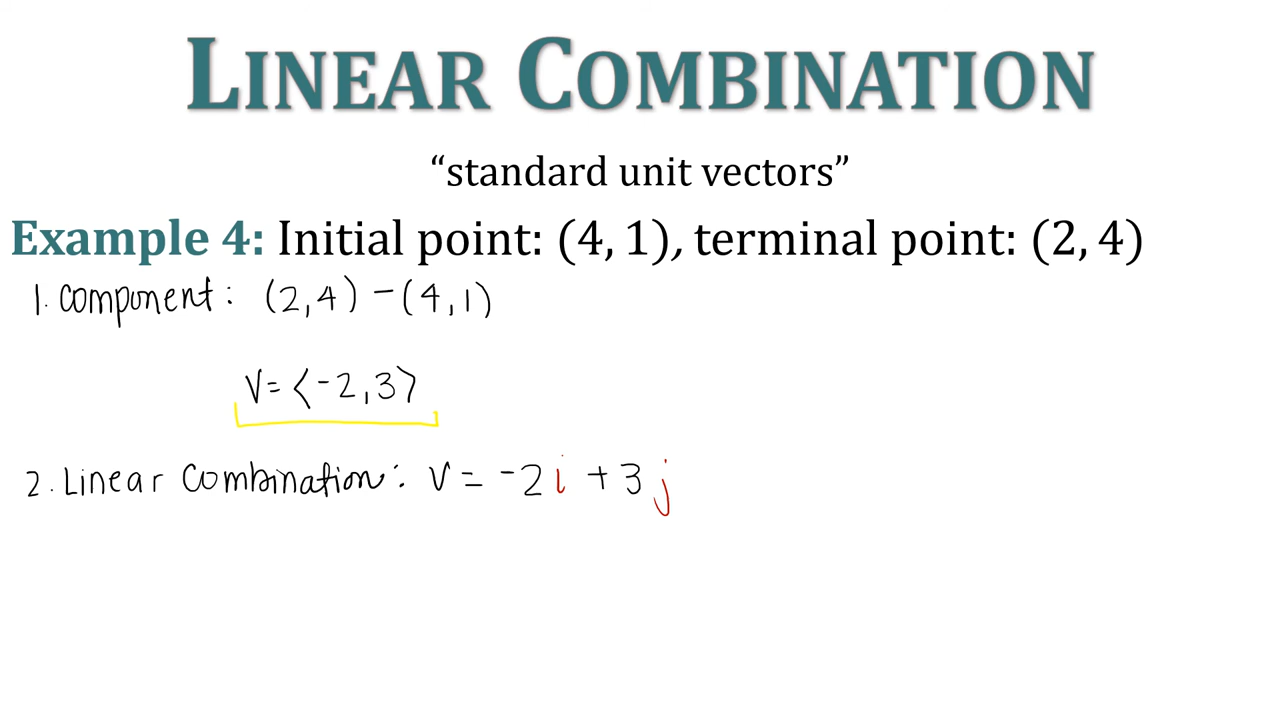 LINEAR COMBINATION
“standard unit vectors”
Example 4: Initial point: (4, 1), terminal point: (2, 4)
1. Component: (2,4) - (4,1)
V = ⟨-2,3⟩
2. Linear Combination: V = -2i + 3j